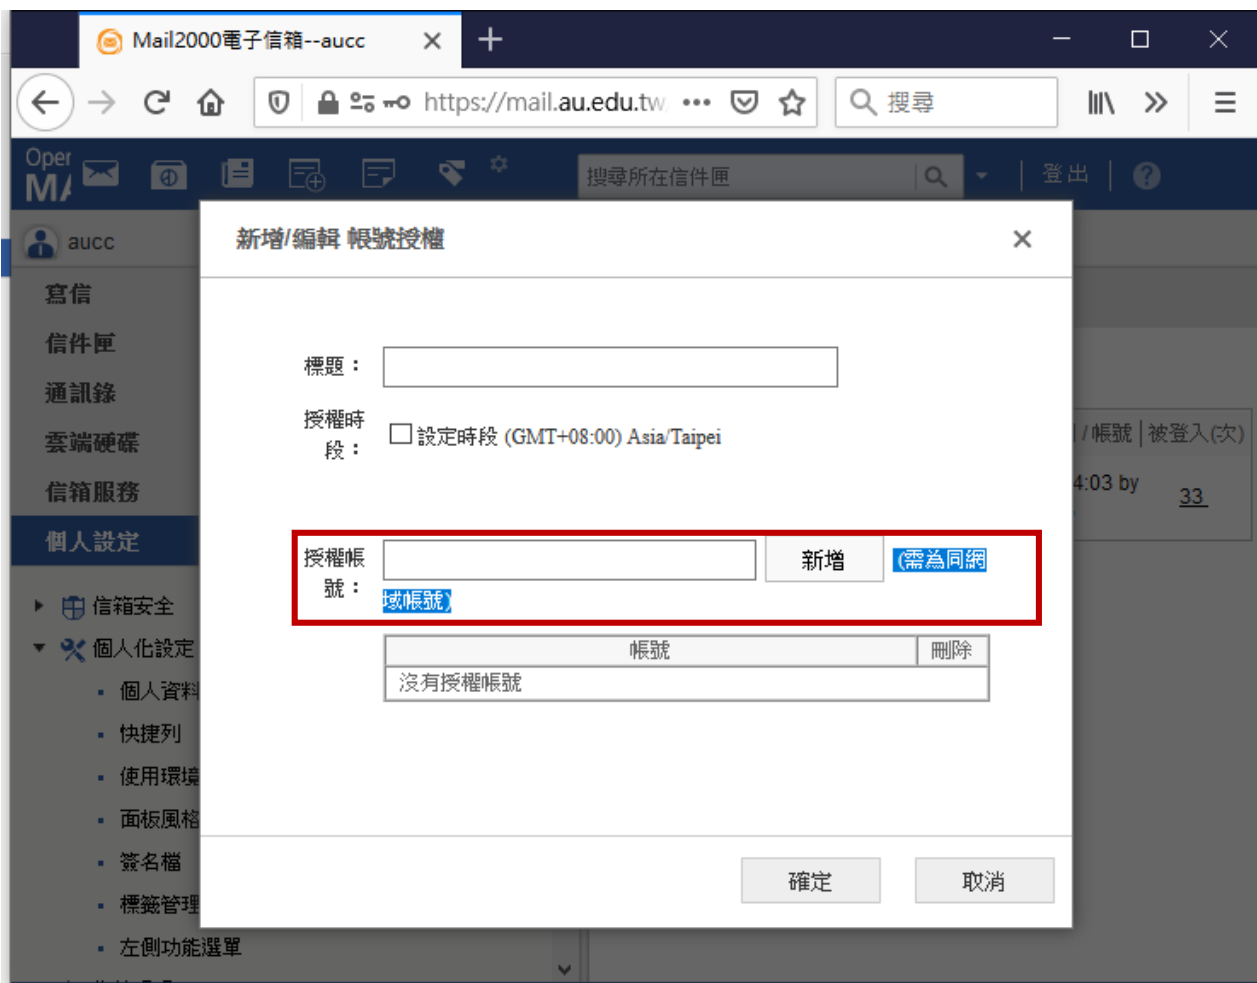 Mail2000電子信箱--aucc
https://mail.au.edu.tw
搜尋
Oper
MA
搜尋所在信件匣
登出
aucc
新增/編輯 帳號授權
寫信
信件匣
通訊錄
雲端硬碟
信箱服務
個人設定
信箱安全
個人化設定
個人資料
快捷列
使用環境
面板風格
簽名檔
標籤管理
左側功能選單
標題：
授權時
段：
設定時段 (GMT+08:00) Asia/Taipei
授權帳
號：
新增
(需為同網
域帳號)
帳號
刪除
沒有授權帳號
確定
取消
/ 帳號
被登入(次)
4:03 by
33